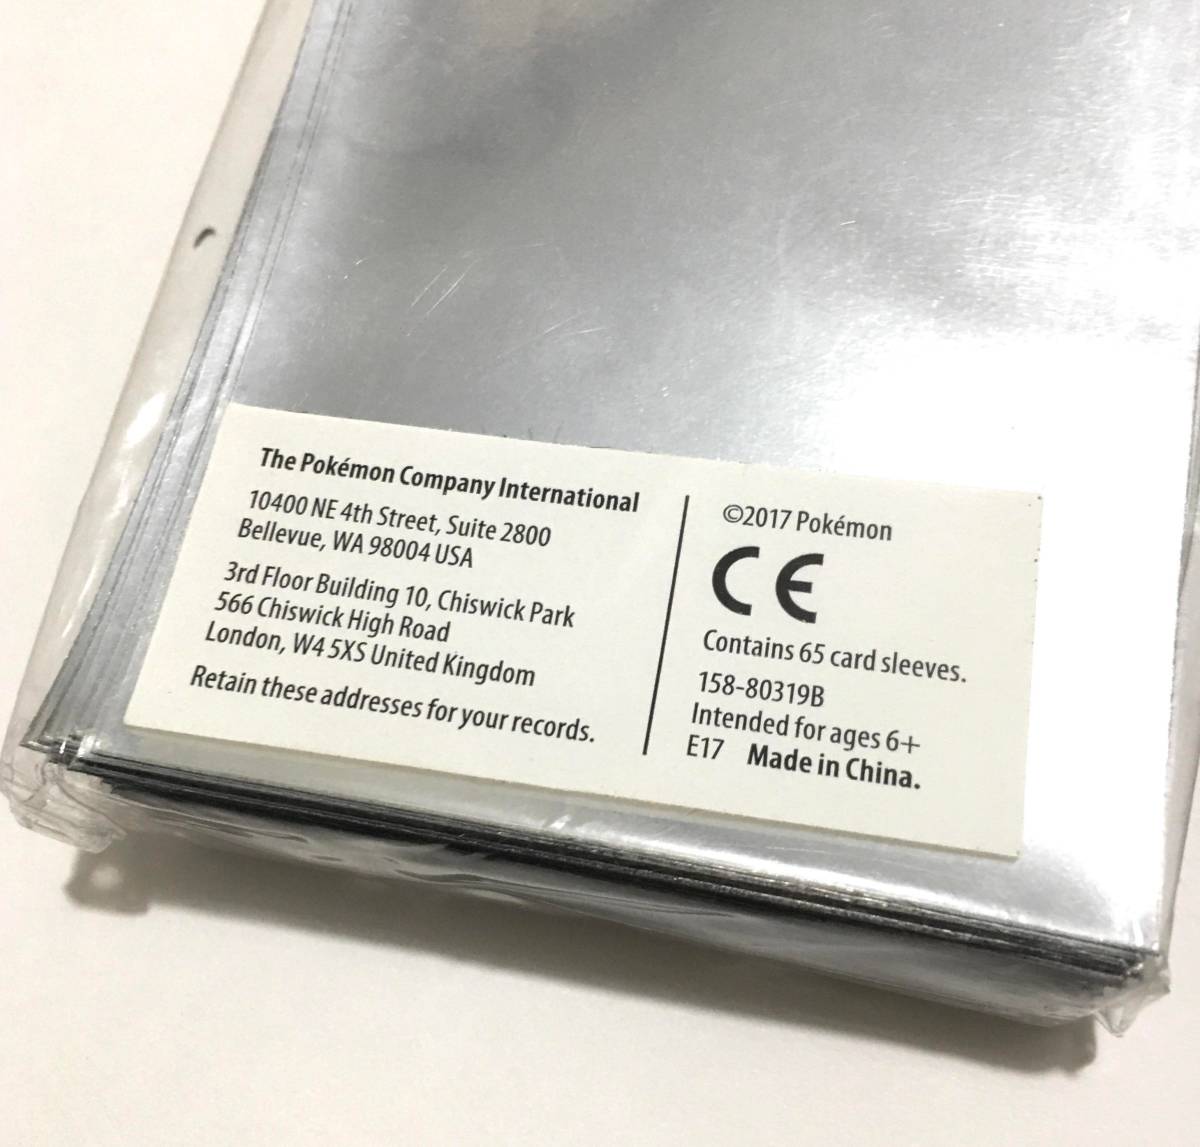 The Pokémon Company International
10400 NE 4th Street, Suite 2800
Bellevue, WA 98004 USA
3rd Floor Building 10, Chiswick Park
566 Chiswick High Road
London, W4 5XS United Kingdom
Retain these addresses for your records.
©2017 Pokémon
CE
Contains 65 card sleeves.
158-80319B
Intended for ages 6+
E17 Made in China.